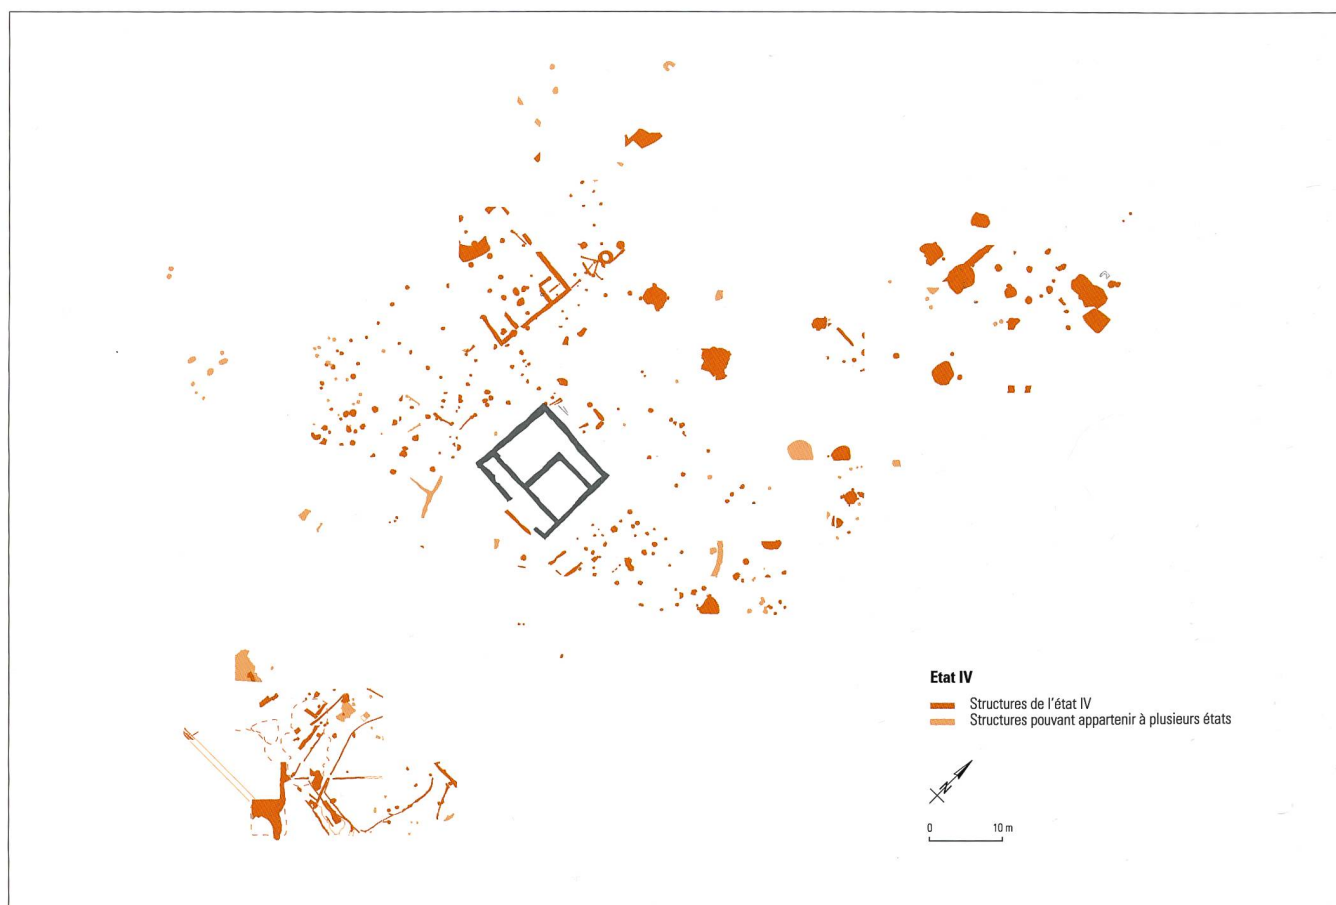 Etat IV
Structures de l'état IV
Structures pouvant appartenir à plusieurs états
N
0 10 m